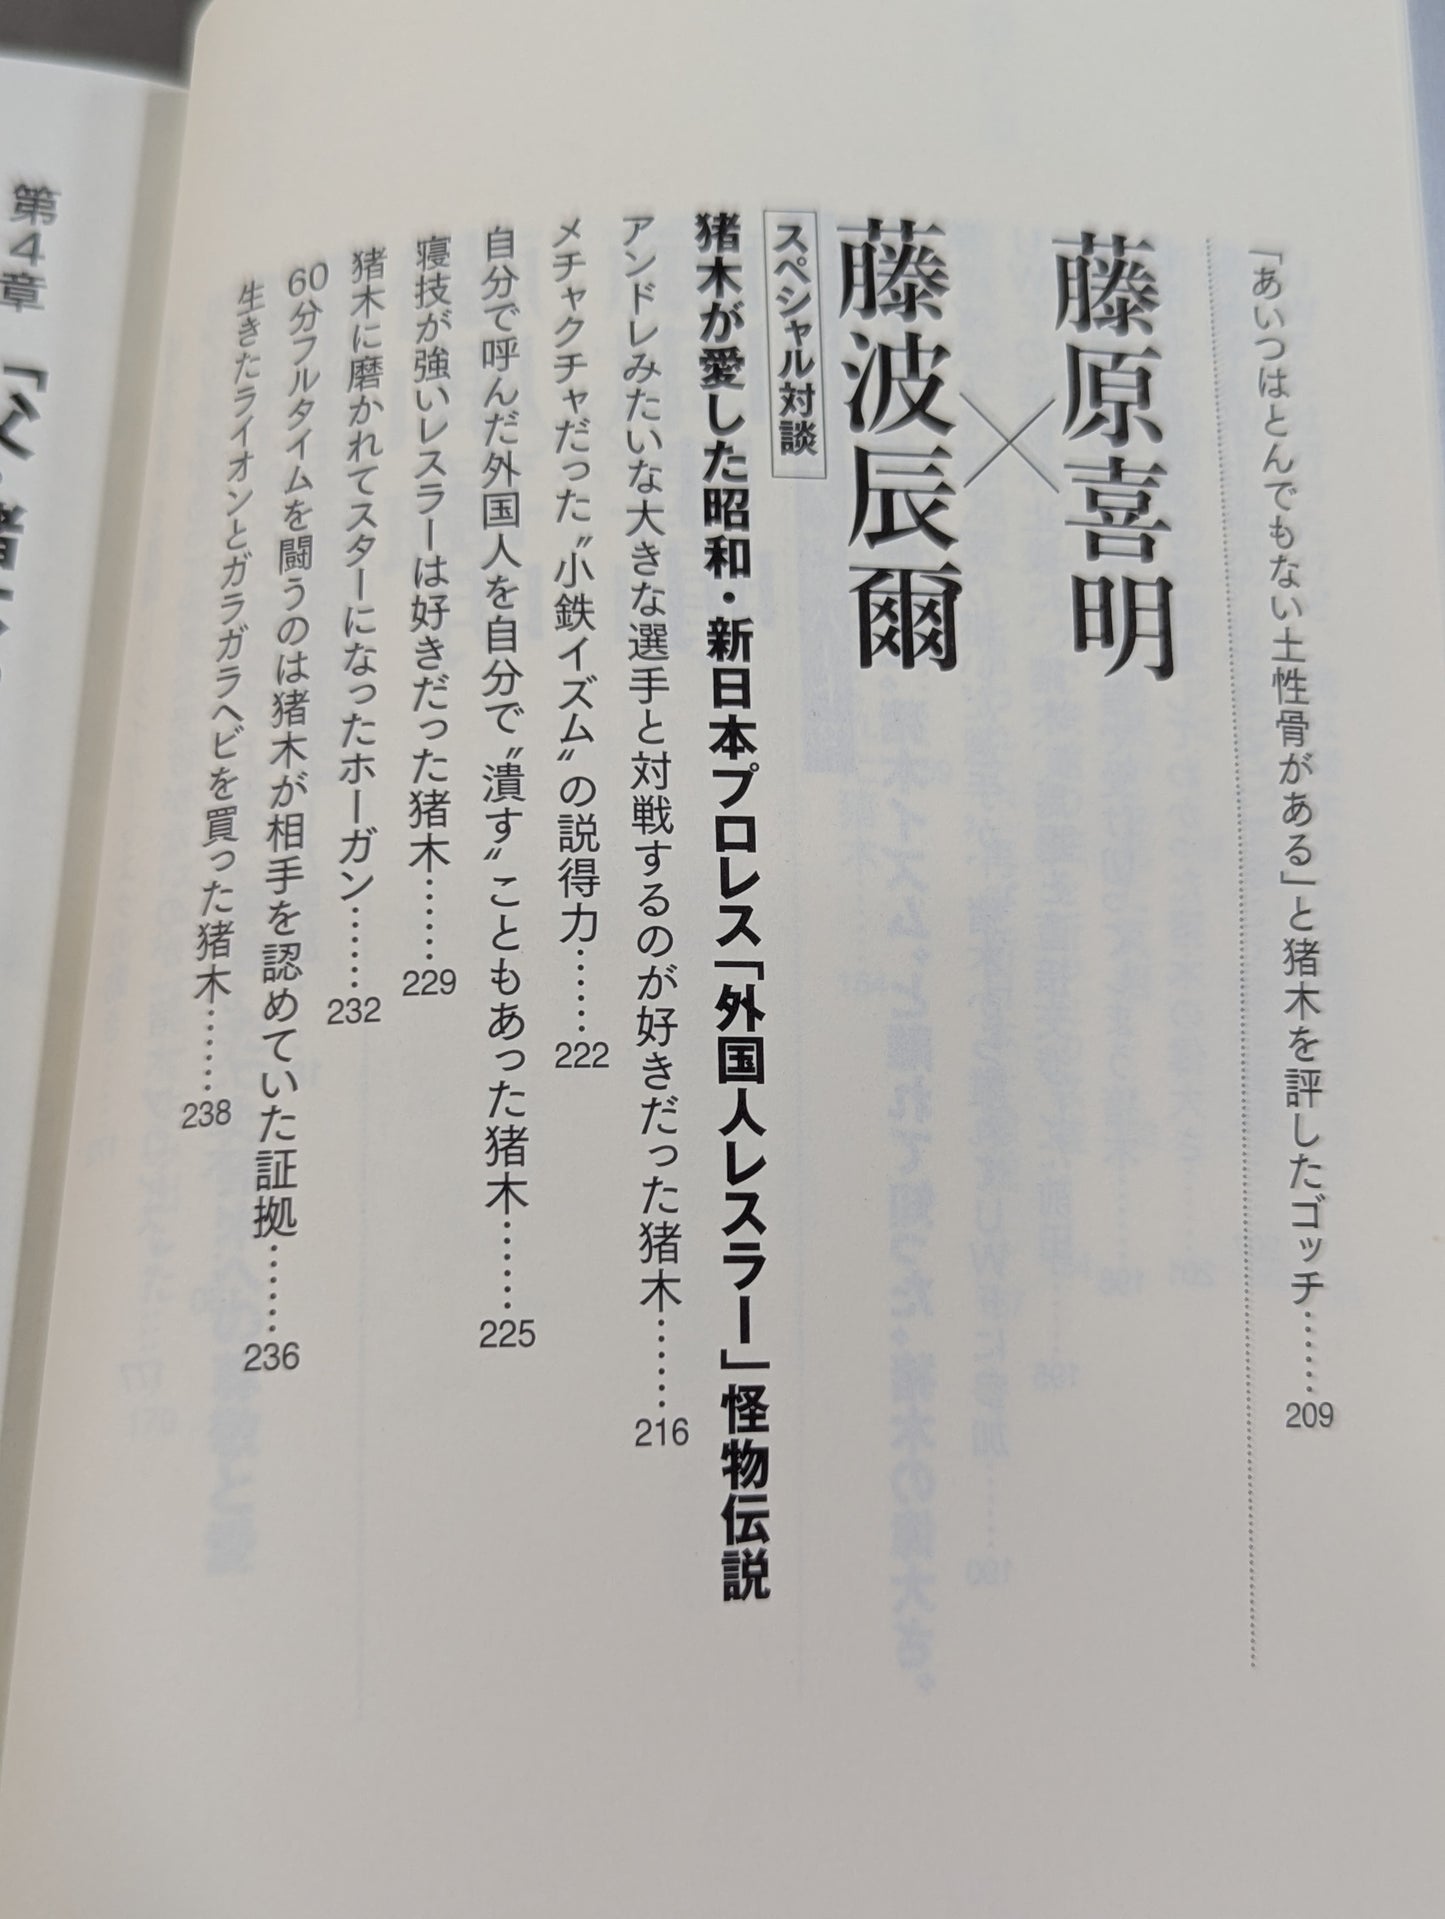 「あいつはとんでもない土性骨がある」と猪木を評したゴッチ……209
藤原喜明
×
藤波辰爾
スペシャル対談
猪木が愛した昭和・新日本プロレス「外国人レスラー」怪物伝説
アンドレみたいな大きな選手と対戦するのが好きだった猪木……216
メチャクチャだった〝小鉄イズム〟の説得力……222
自分で呼んだ外国人を自分で〝潰す〟こともあった猪木……225
寝技が強いレスラーは好きだった猪木……229
猪木に磨かれてスターになったホーガン……232
60分フルタイムを闘うのは猪木が相手を認めていた証拠……236
生きたライオンとガラガラヘビを買った猪木……238
第4章 「父・猪木